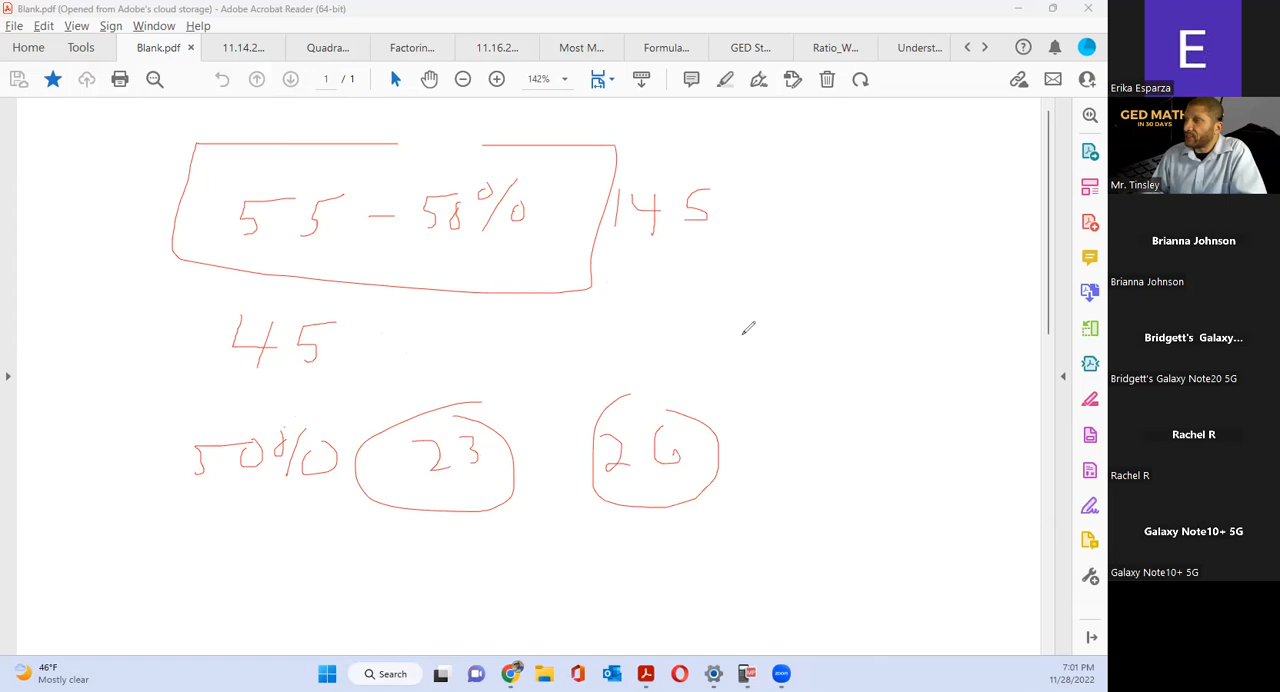 Blank.pdf (Opened from Adobe's cloud storage) - Adobe Acrobat Reader (64-bit)
File Edit View Sign Window Help
Home Tools Blank.pdf × 11.14.2... Quadra... Factorin... 11.16.2... Most M... Formula... GED St... Ratio_W... Underst...
1 / 1 142%
55 - 58% 145
45
50% 23 26
E
Erika Esparza
GED MATH
IN 30 DAYS
Mr. Tinsley
Brianna Johnson
Brianna Johnson
Bridgett's Galaxy...
Bridgett's Galaxy Note20 5G
Rachel R
Rachel R
Galaxy Note10+ 5G
Galaxy Note10+ 5G
46°F
Mostly clear
Search
zoom
7:01 PM
11/28/2022